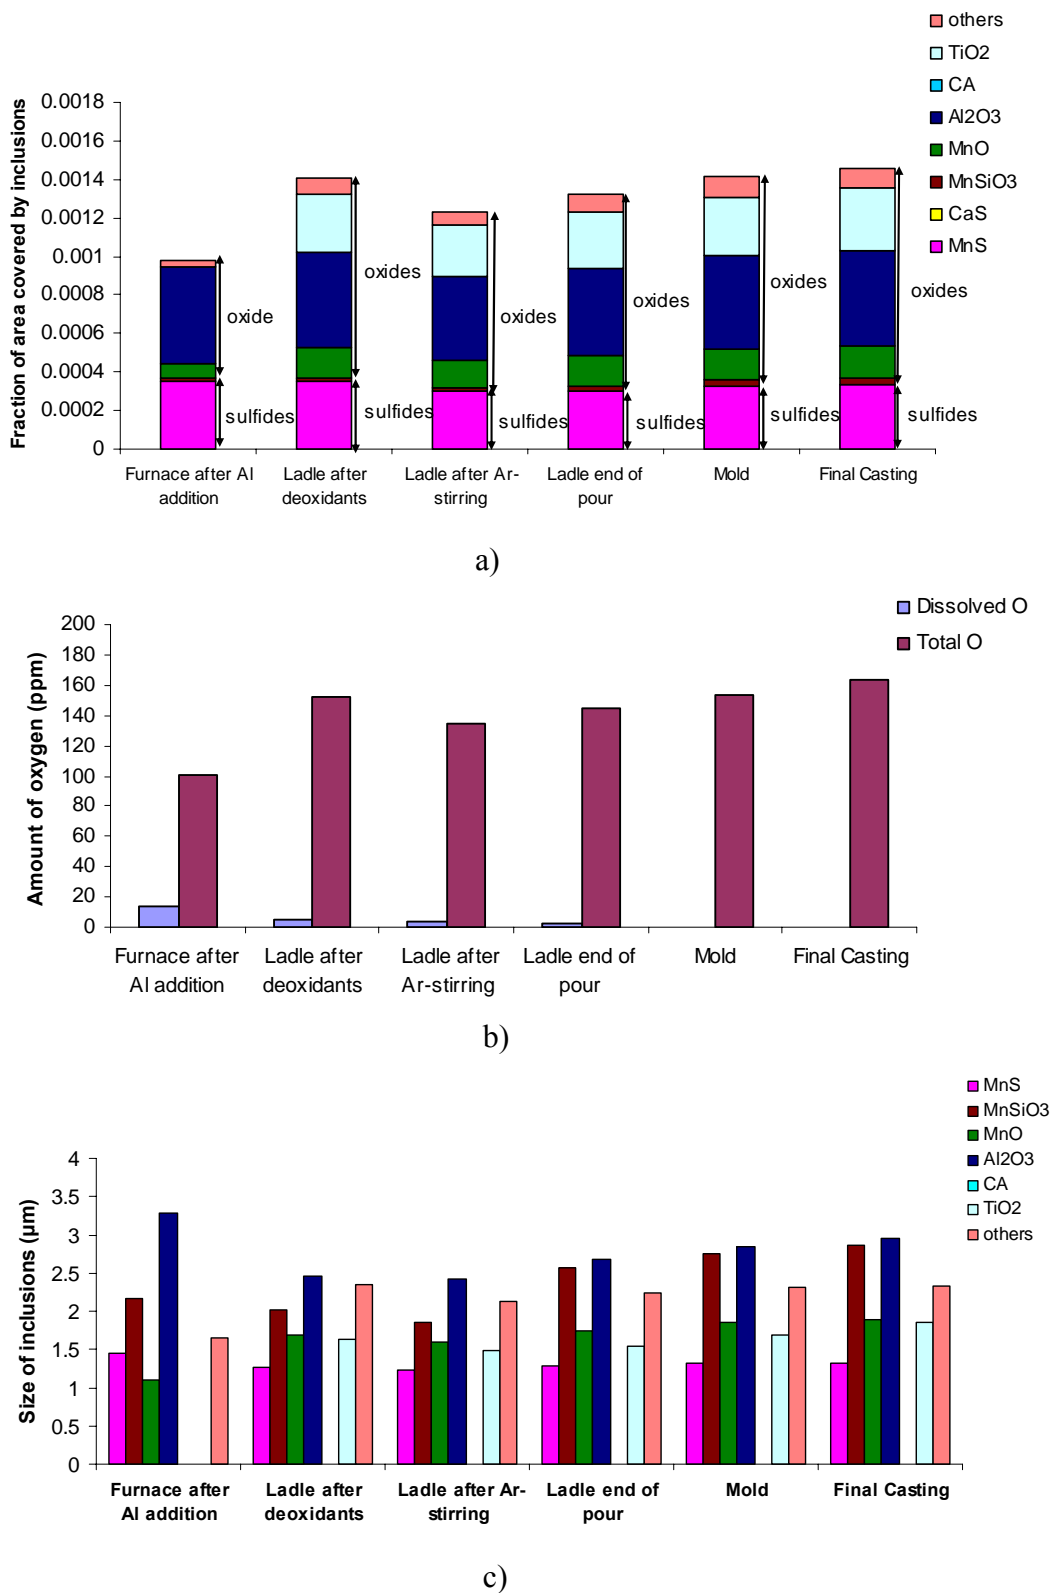 others
TiO2
CA
Al2O3
MnO
MnSiO3
CaS
MnS
Fraction of area covered by inclusions
0.0018
0.0016
0.0014
0.0012
0.001
0.0008
0.0006
0.0004
0.0002
0
oxide
sulfides
oxides
sulfides
oxides
sulfides
oxides
sulfides
oxides
sulfides
oxides
sulfides
Furnace after Al
addition
Ladle after
deoxidants
Ladle after Ar-
stirring
Ladle end of
pour
Mold
Final Casting
a)
Dissolved O
Total O
Amount of oxygen (ppm)
200
180
160
140
120
100
80
60
40
20
0
Furnace after
Al addition
Ladle after
deoxidants
Ladle after
Ar-stirring
Ladle end of
pour
Mold
Final Casting
b)
MnS
MnSiO3
MnO
Al2O3
CA
TiO2
others
Size of inclusions (μm)
4
3.5
3
2.5
2
1.5
1
0.5
0
Furnace after
Al addition
Ladle after
deoxidants
Ladle after Ar-
stirring
Ladle end of
pour
Mold
Final Casting
c)